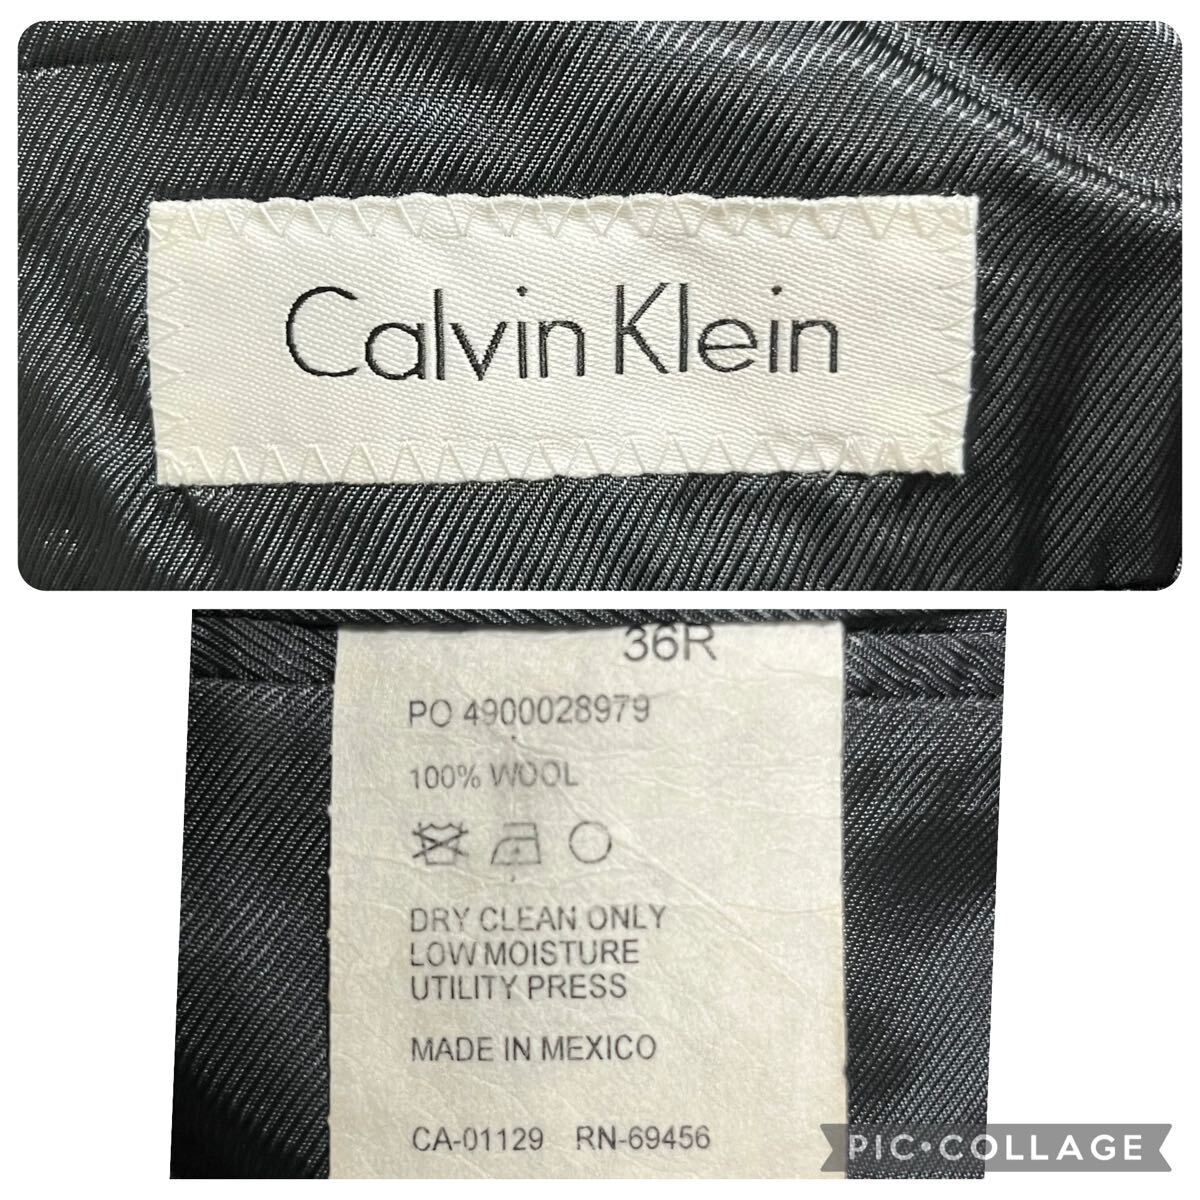 Calvin Klein
36R
PO 4900028979
100% WOOL
DRY CLEAN ONLY
LOW MOISTURE
UTILITY PRESS
MADE IN MEXICO
CA-01129 RN-69456
PIC•COLLAGE